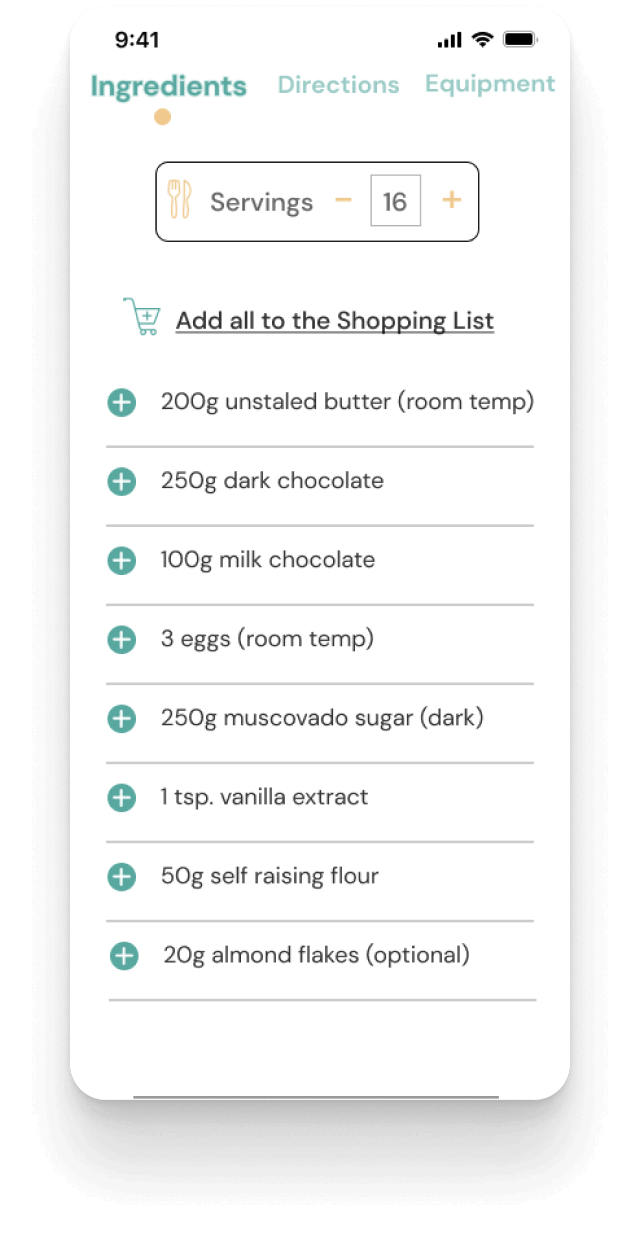 9:41
Ingredients Directions Equipment
Servings − 16 +
Add all to the Shopping List
200g unstaled butter (room temp)
250g dark chocolate
100g milk chocolate
3 eggs (room temp)
250g muscovado sugar (dark)
1 tsp. vanilla extract
50g self raising flour
20g almond flakes (optional)